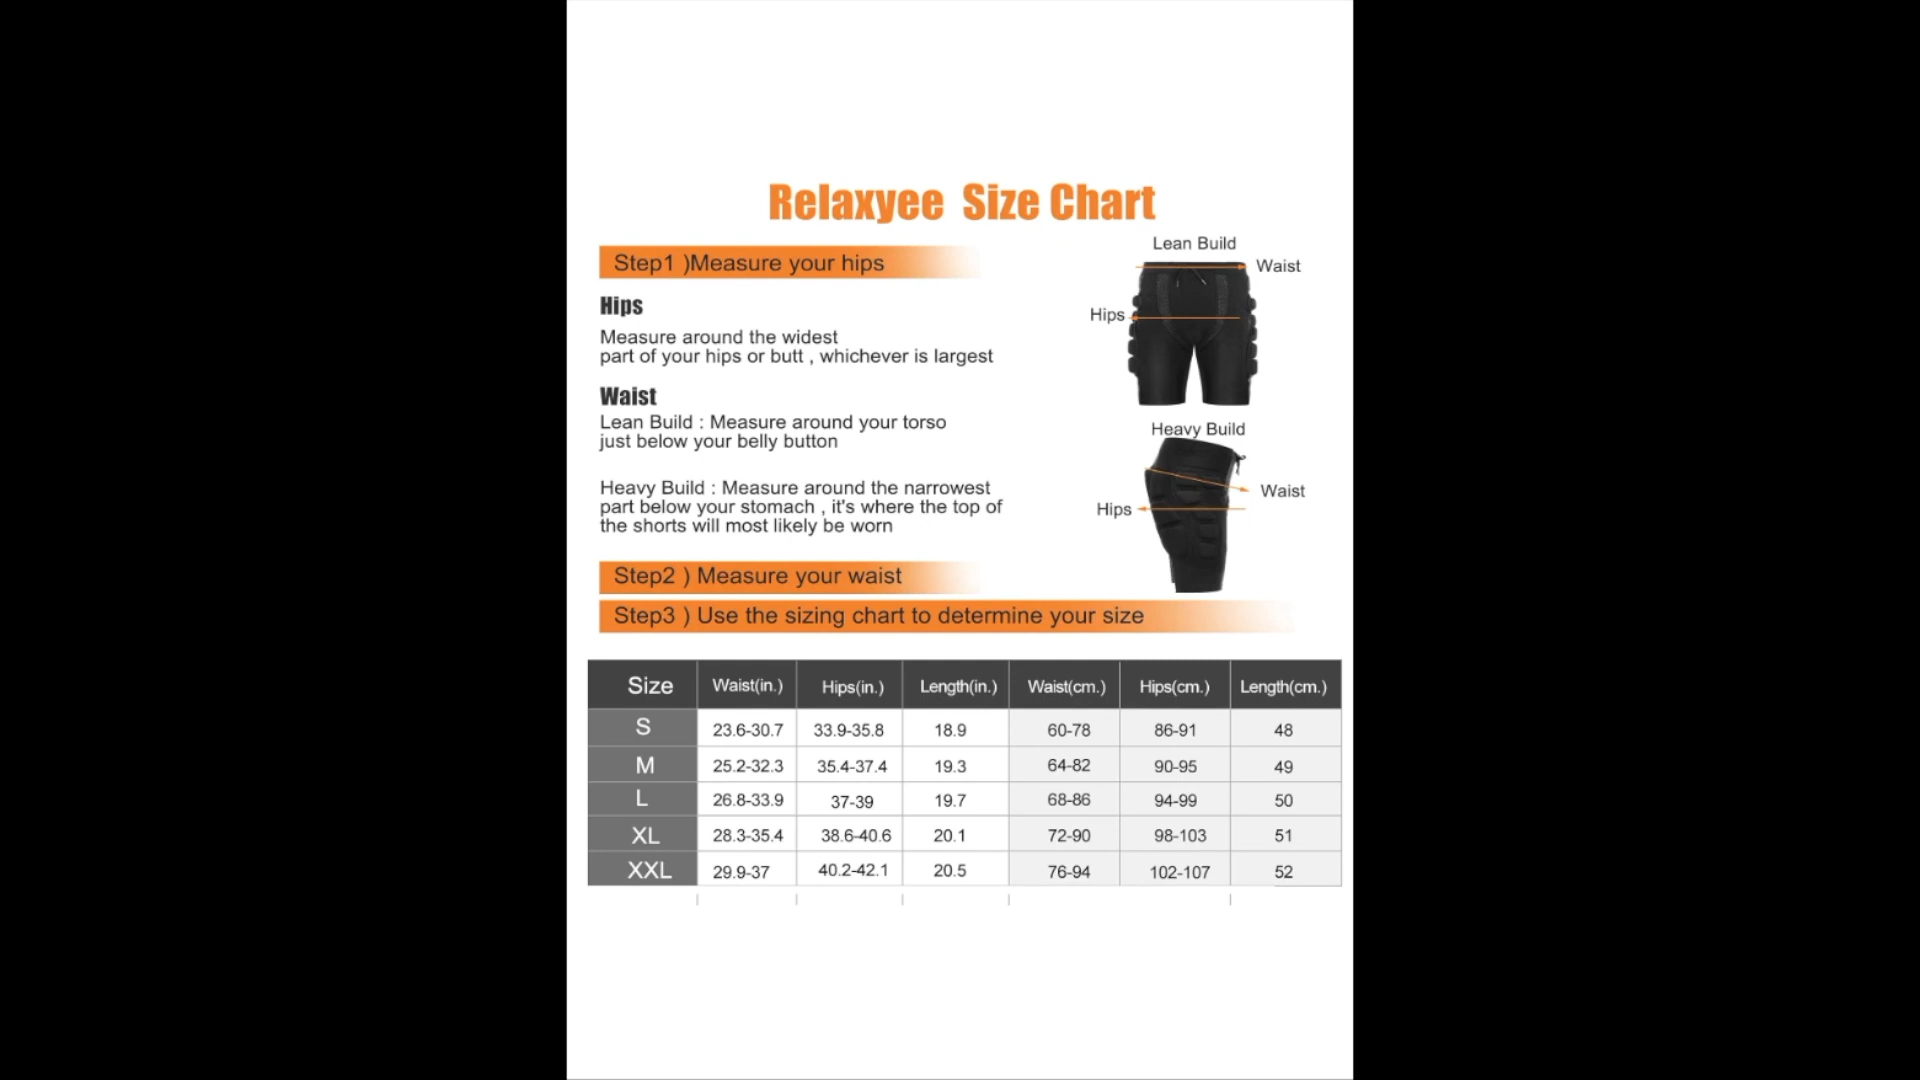 Relaxyee Size Chart
Step1 )Measure your hips
Hips
Measure around the widest
part of your hips or butt , whichever is largest
Waist
Lean Build : Measure around your torso
just below your belly button
Heavy Build : Measure around the narrowest
part below your stomach , it's where the top of
the shorts will most likely be worn
Lean Build
Waist
Hips
Heavy Build
Waist
Hips
Step2 ) Measure your waist
Step3 ) Use the sizing chart to determine your size
Size Waist(in.) Hips(in.) Length(in.) Waist(cm.) Hips(cm.) Length(cm.)
S 23.6-30.7 33.9-35.8 18.9 60-78 86-91 48
M 25.2-32.3 35.4-37.4 19.3 64-82 90-95 49
L 26.8-33.9 37-39 19.7 68-86 94-99 50
XL 28.3-35.4 38.6-40.6 20.1 72-90 98-103 51
XXL 29.9-37 40.2-42.1 20.5 76-94 102-107 52